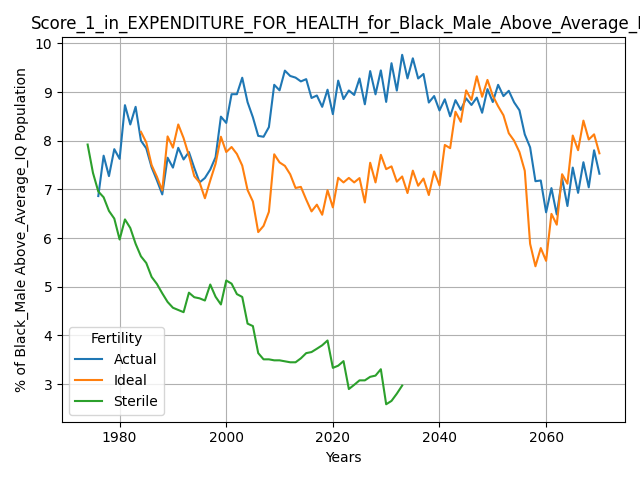 Score_1_in_EXPENDITURE_FOR_HEALTH_for_Black_Male_Above_Average_I
% of Black_Male Above_Average_IQ Population
10
9
8
7
6
5
4
3
Fertility
Actual
Ideal
Sterile
1980 2000 2020 2040 2060
Years